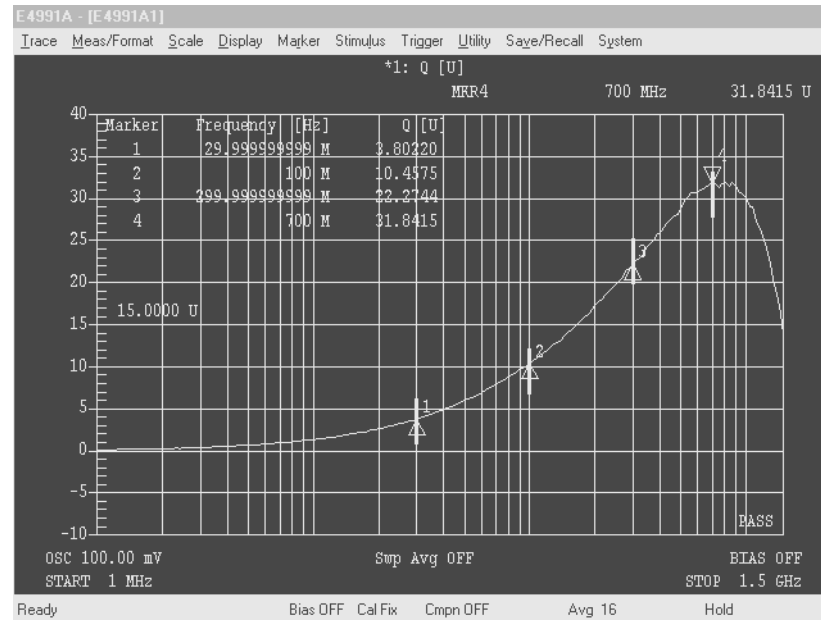 E4991A - [E4991A1]
Trace Meas/Format Scale Display Marker Stimulus Trigger Utility Save/Recall System
*1: Q [U]
MKR4 700 MHz 31.8415 U
40
Marker Frequency [Hz] Q [U]
1 29.999999999 M 3.80220
35
2 100 M 10.4575
30
3 299.999999999 M 22.2744
4 700 M 31.8415
25
20
15.0000 U
15
10
5
0
-5
-10
1
2
3
4
PASS
OSC 100.00 mV Swp Avg OFF BIAS OFF
START 1 MHz STOP 1.5 GHz
Ready Bias OFF Cal Fix Cmpn OFF Avg 16 Hold